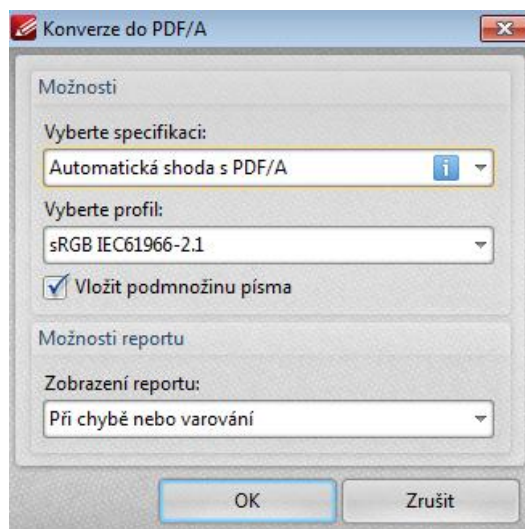 Konverze do PDF/A
Možnosti
Vyberte specifikaci:
Automatická shoda s PDF/A
Vyberte profil:
sRGB IEC61966-2.1
Vložit podmnožinu písma
Možnosti reportu
Zobrazení reportu:
Při chybě nebo varování
OK Zrušit